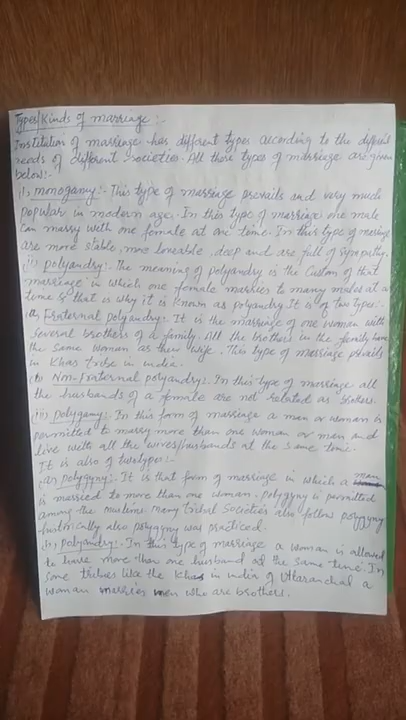 Types/Kinds of marriage :-
Institution of marriage has different types according to the different
needs of different societies. All these types of marriage are given
below:-
(i) monogamy:- This type of marriage prevails and very much
popular in modern age. In this type of marriage one male
can marry with one female at one time. In this type of marriage
are more stable, more loveable, deep and are full of sympathy.
(ii) polyandry: The meaning of polyandry is the custom of that
marriage in which one female marries to many males at a
time & that is why it is known as polyandry It is of two types:-
(a) Fraternal polyandry: It is the marriage of one woman with
several brothers of a family. All the brothers in the family have
the same woman as their wife. This type of marriage prevails
in Khas tribe in india.
(b) Non-Fraternal polyandry:. In this type of marriage all
the husbands of a female are not related as brothers.
(iii) polygamy:- In this form of marriage a man or woman is
permitted to marry more than one woman or man and
live with all the wives/husbands at the same time.
It is also of two types:-
(a) polygyny:. It is that form of marriage in which a man
is married to more than one woman. polygyny is permitted
among the muslims many tribal societies also follow polygyny
historically also polygyny was practiced.
polyandry:. In this type of marriage a woman is allowed
to have more than one husband at the same time. In
some tribes like the Khas in india of Uttaranchal a
woman marries men who are brothers.